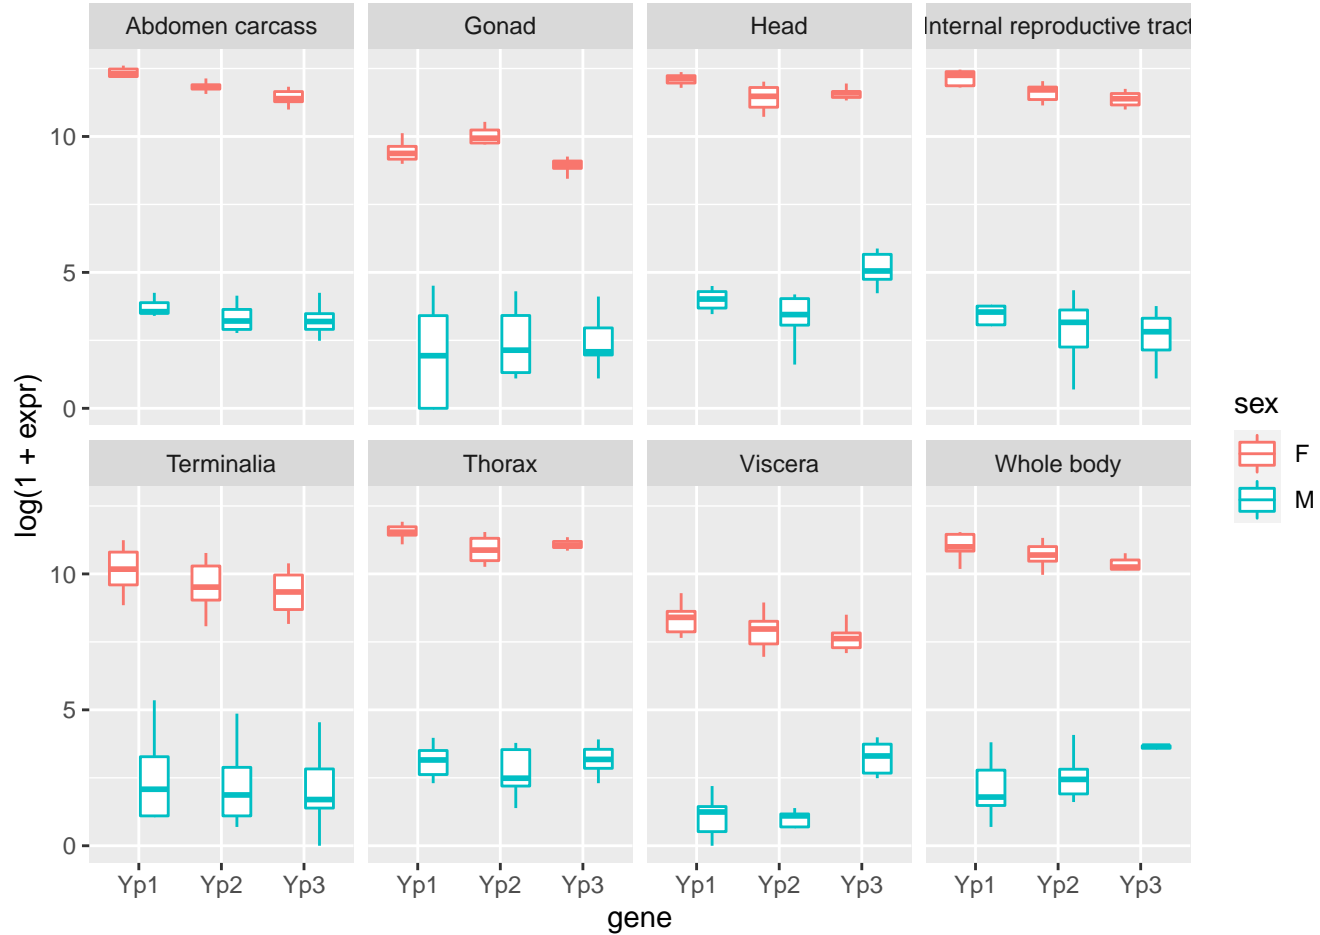 Abdomen carcass
Gonad
Head
Internal reproductive tract
10
5
0
log(1 + expr)
Terminalia
Thorax
Viscera
Whole body
10
5
0
Yp1 Yp2 Yp3
Yp1 Yp2 Yp3
Yp1 Yp2 Yp3
Yp1 Yp2 Yp3
gene
sex
F
M